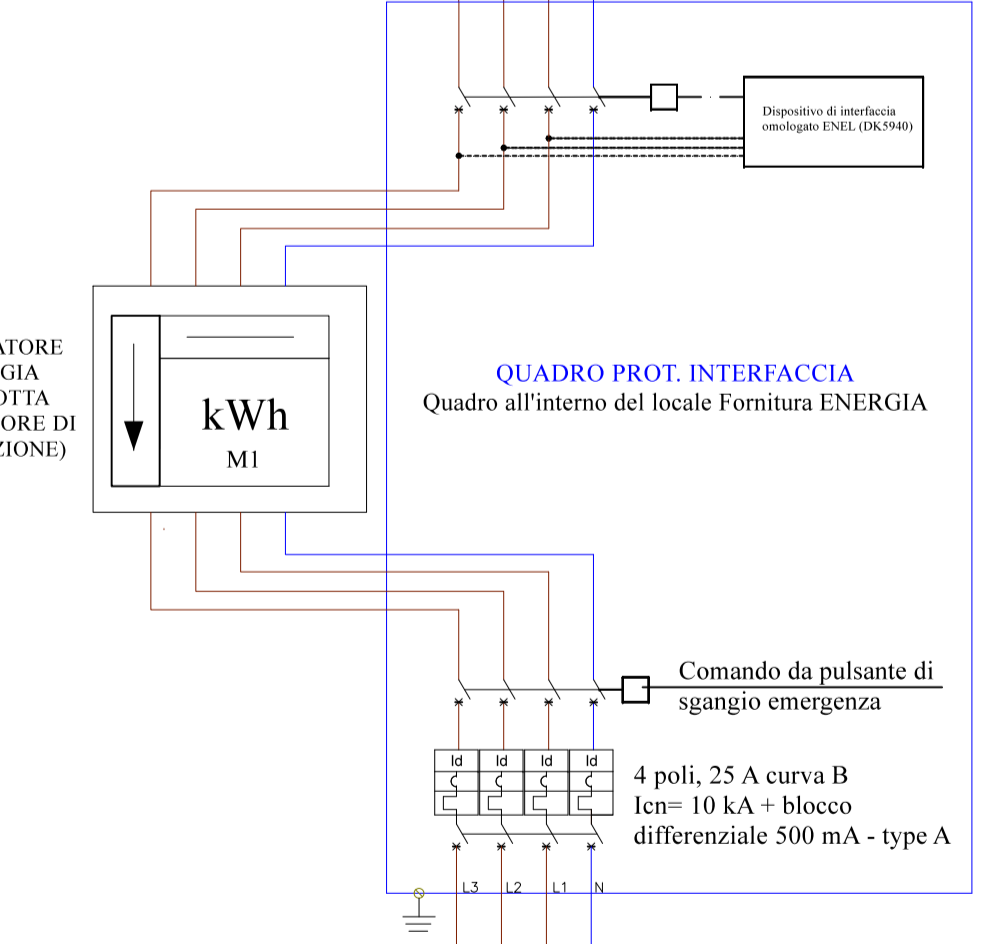 Dispositivo di interfaccia
omologato ENEL (DK5940)
ATORE
GIA
OTTA
ORE DI
ZIONE)
kWh
M1
QUADRO PROT. INTERFACCIA
Quadro all'interno del locale Fornitura ENERGIA
Comando da pulsante di
sgangio emergenza
Id Id Id Id
4 poli, 25 A curva B
Icn= 10 kA + blocco
differenziale 500 mA - type A
L3 L2 L1 N